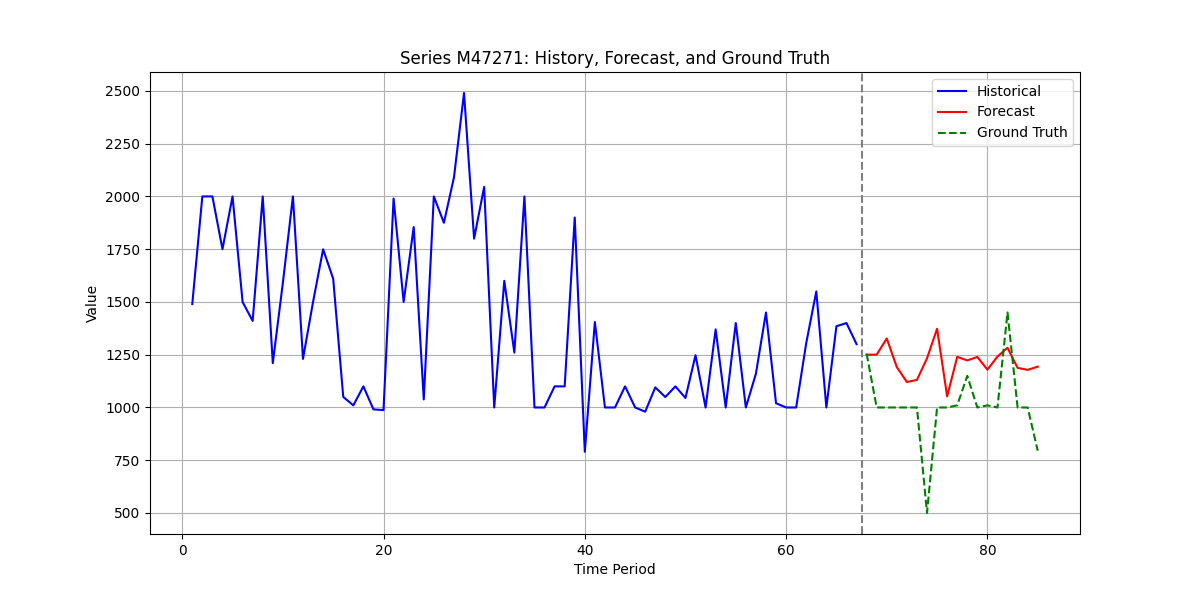 Series M47271: History, Forecast, and Ground Truth
Historical
Forecast
Ground Truth
Value
2500
2250
2000
1750
1500
1250
1000
750
500
0 20 40 60 80
Time Period